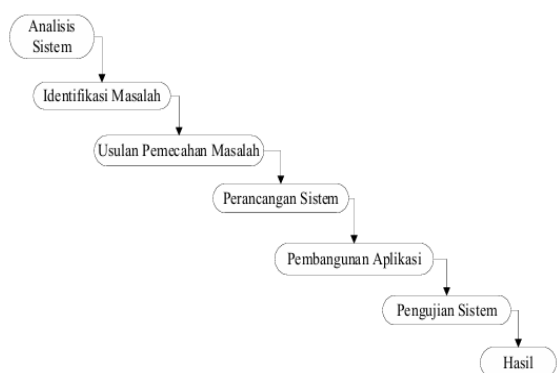 Analisis
Sistem
Identifikasi Masalah
Usulan Pemecahan Masalah
Perancangan Sistem
Pembangunan Aplikasi
Pengujian Sistem
Hasil